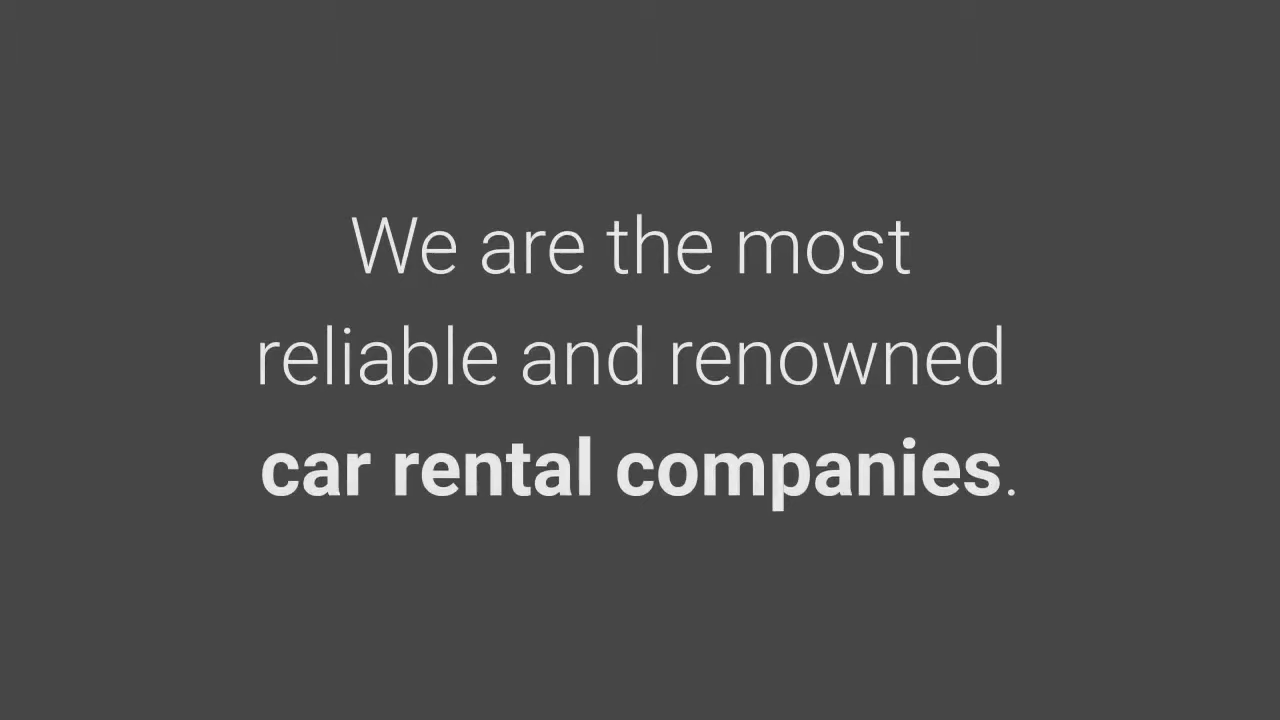 We are the most
reliable and renowned
car rental companies.